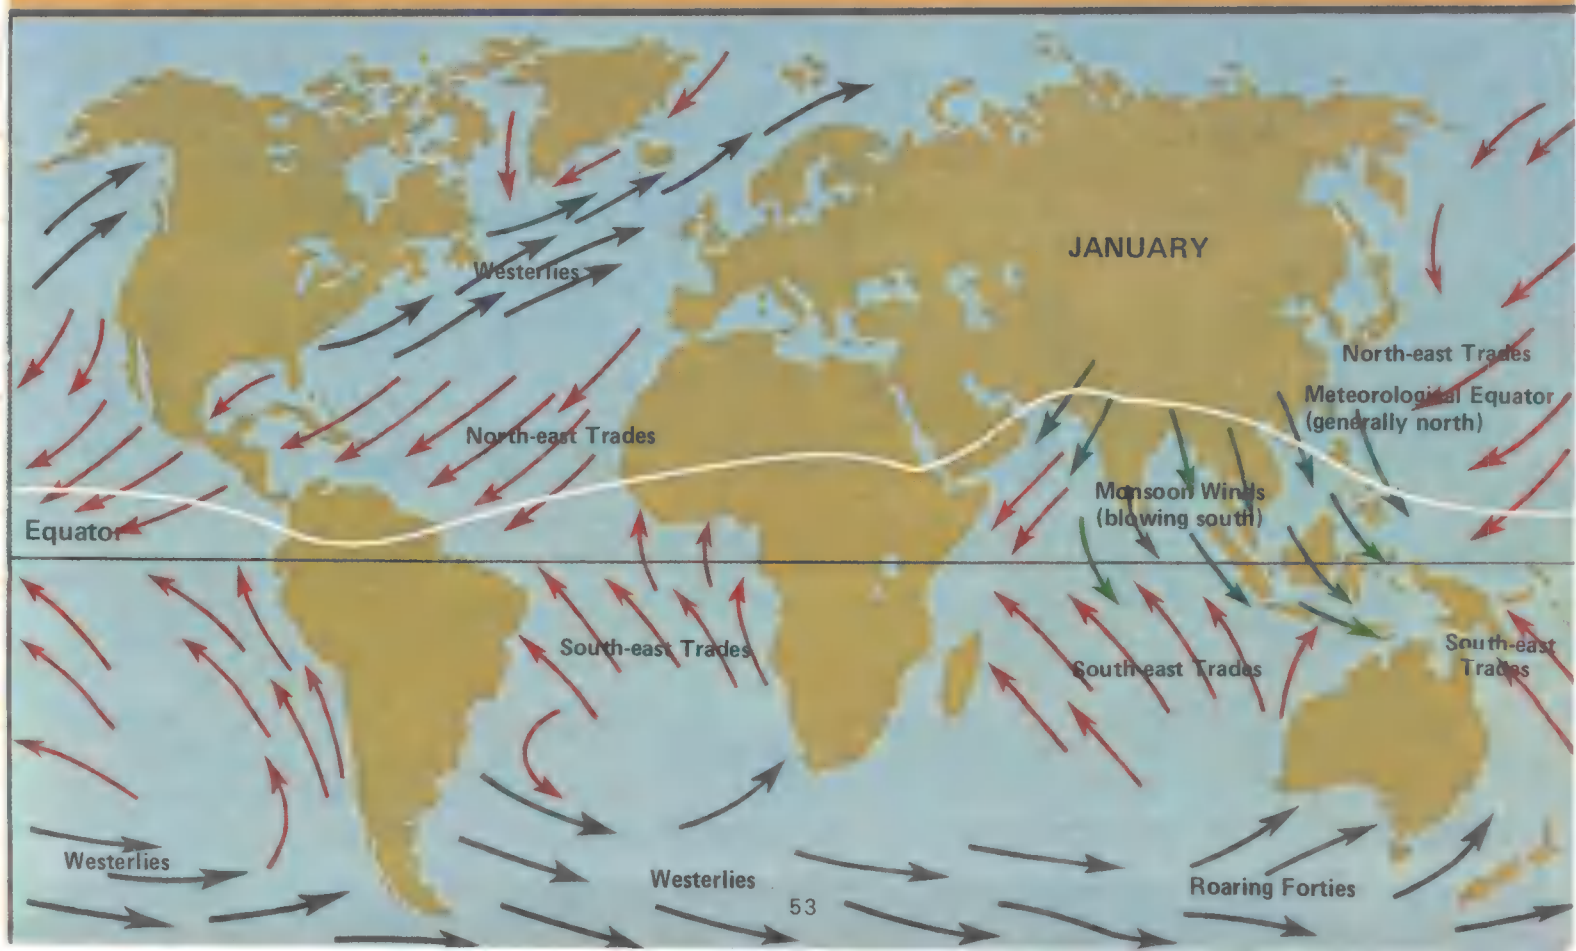 JANUARY
Westerlies
North-east Trades
Meteorological Equator
(generally north)
North-east Trades
Monsoon Winds
(blowing south)
Equator
South-east Trades
South-east Trades
South-east
Trades
Westerlies
Westerlies
Roaring Forties
53